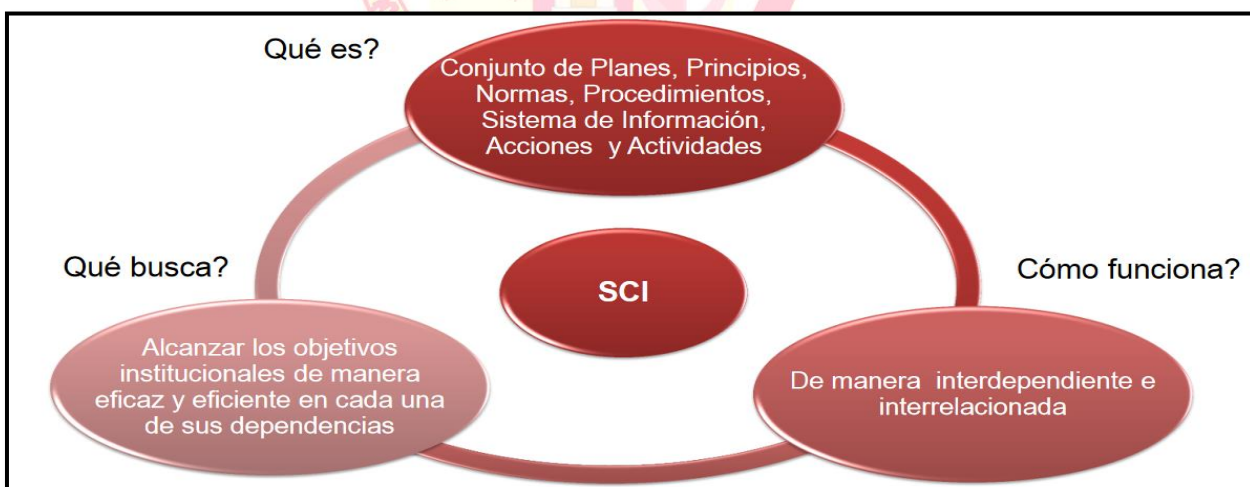 Qué es?
Conjunto de Planes, Principios,
Normas, Procedimientos,
Sistema de Información,
Acciones y Actividades
Qué busca?
SCI
Cómo funciona?
Alcanzar los objetivos
institucionales de manera
eficaz y eficiente en cada una
de sus dependencias
De manera interdependiente e
interrelacionada